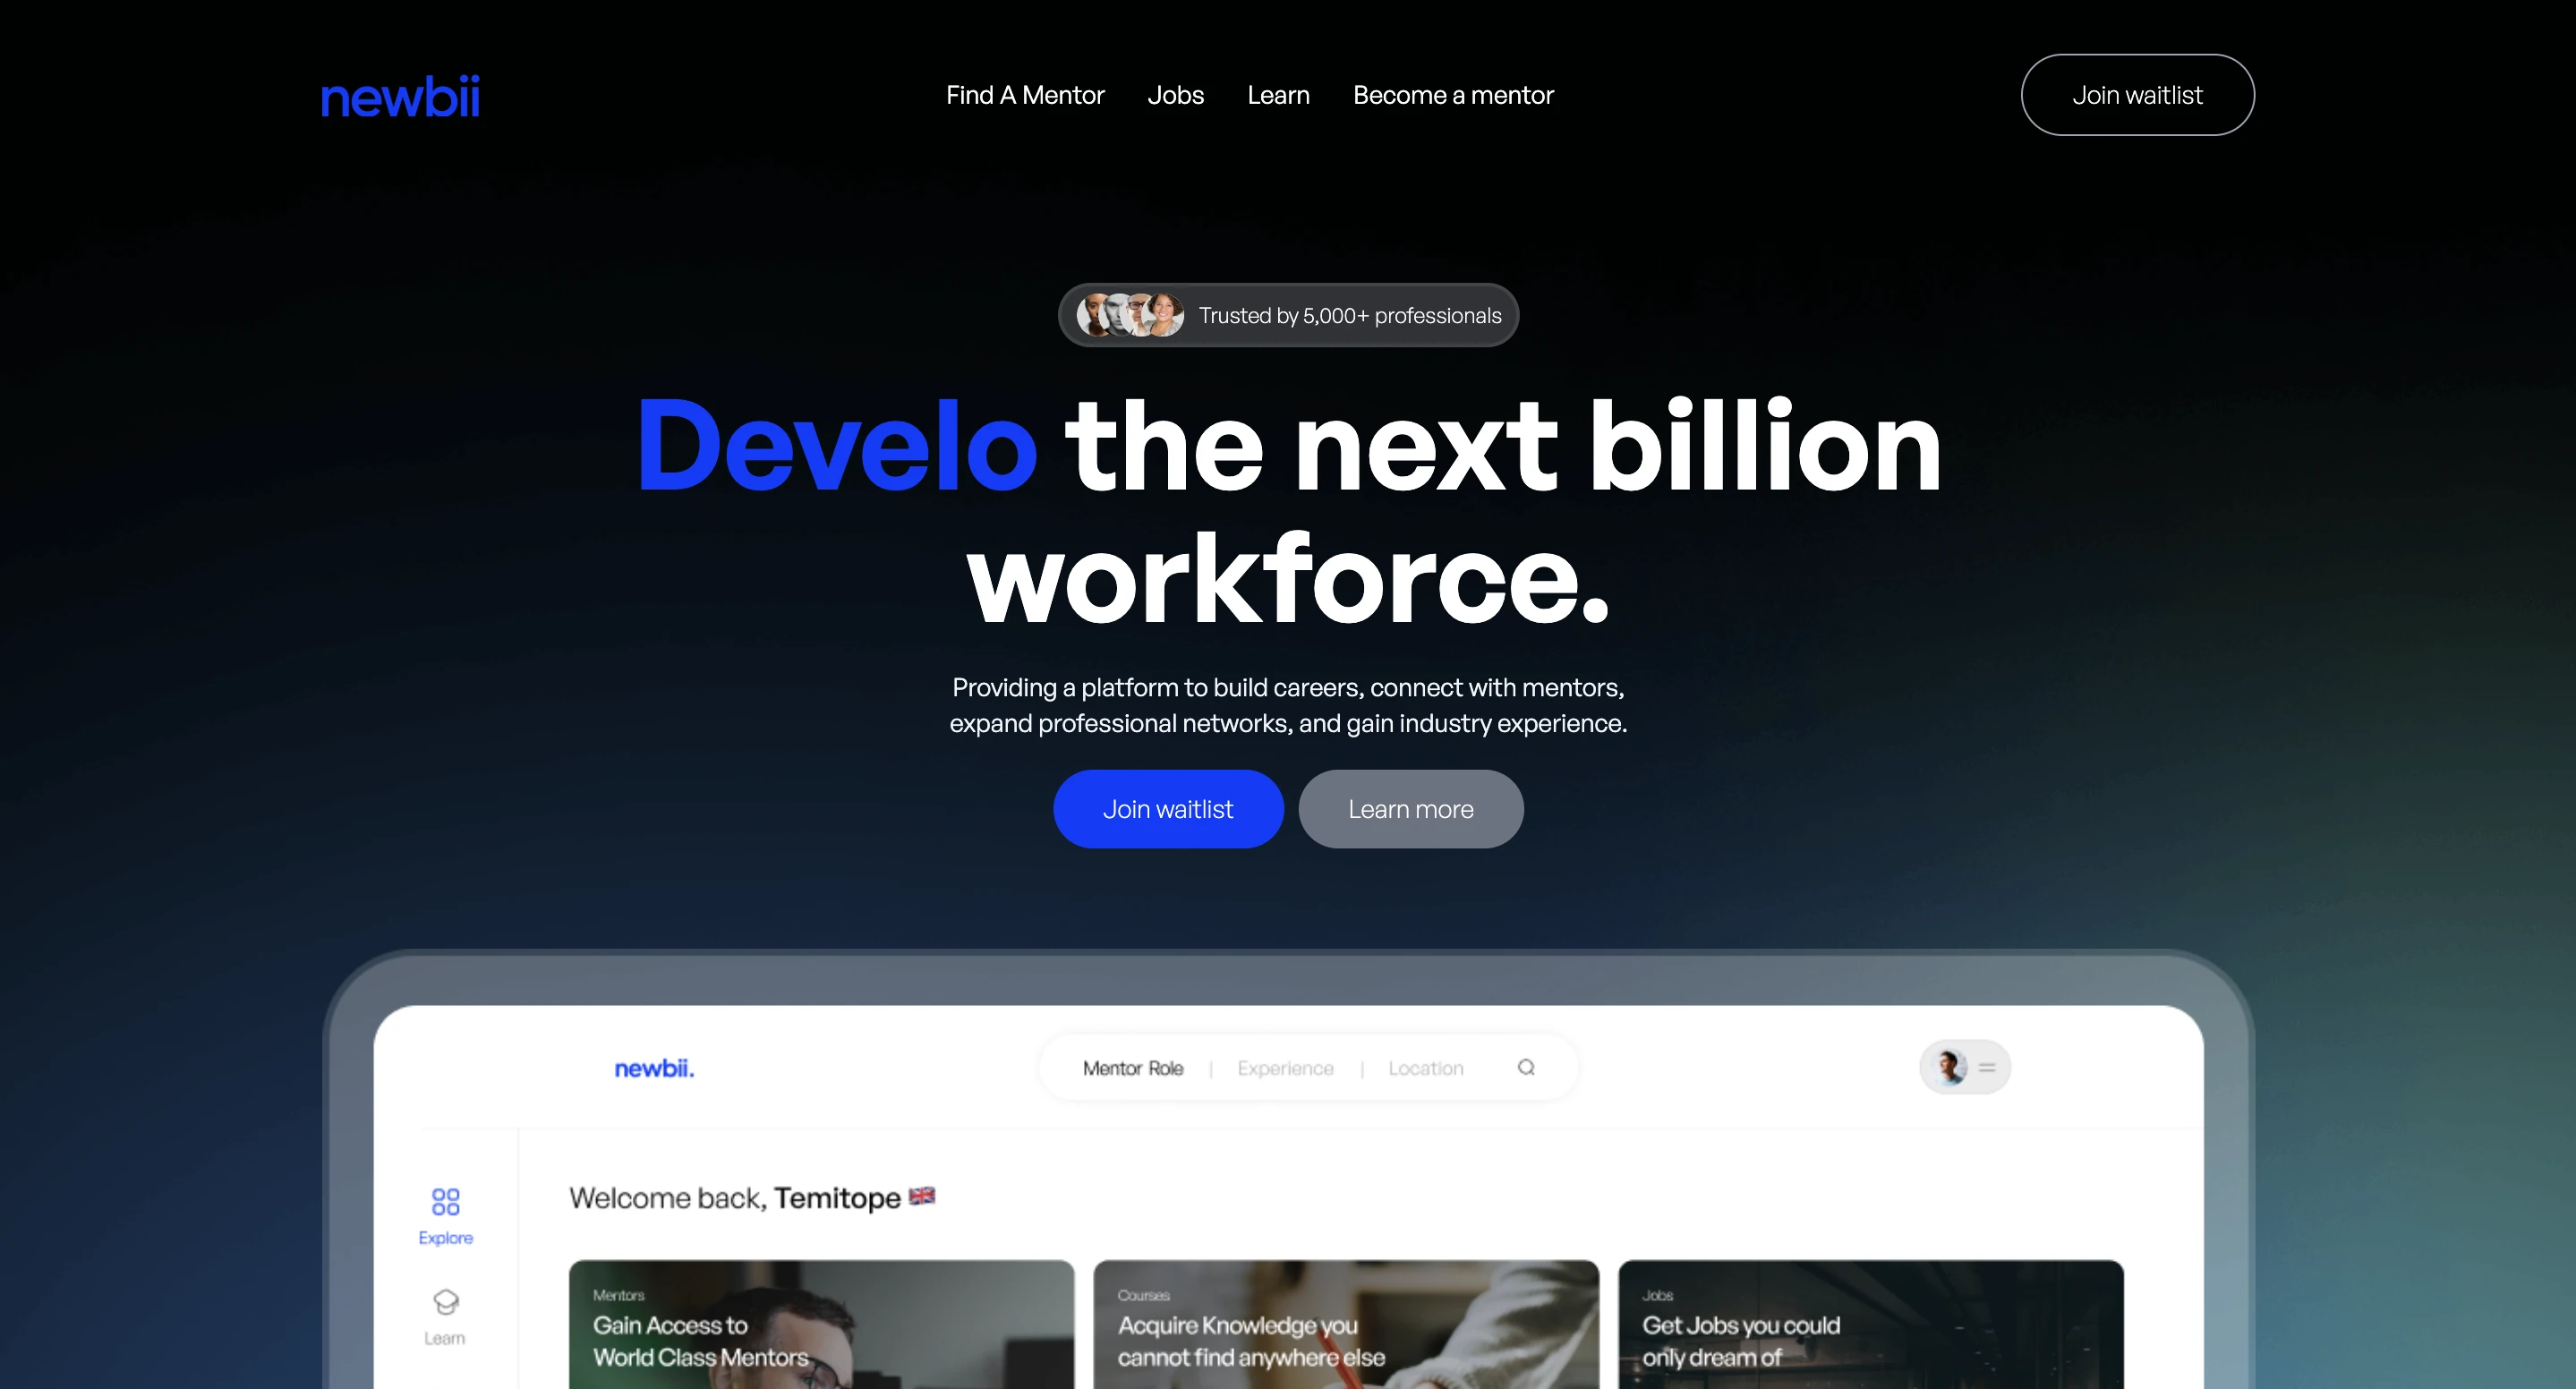 newbii
Find A Mentor
Jobs
Learn
Become a mentor
Join waitlist
Trusted by 5,000+ professionals
Develo the next billion
workforce.
Providing a platform to build careers, connect with mentors,
expand professional networks, and gain industry experience.
Join waitlist
Learn more
newbii.
Mentor Role | Experience | Location
Welcome back, Temitope
Explore
Learn
Mentors
Gain Access to
World Class Mentors
Courses
Acquire Knowledge you
cannot find anywhere else
Jobs
Get Jobs you could
only dream of